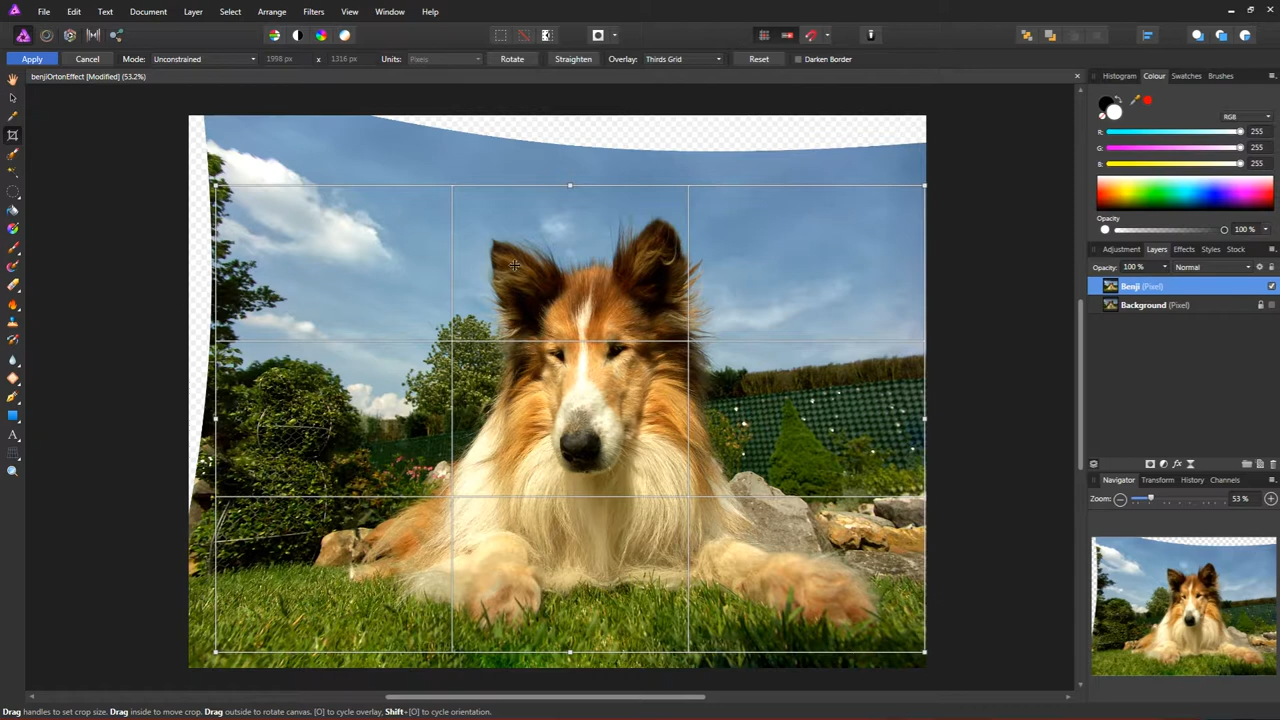 File Edit Text Document Layer Select Arrange Filters View Window Help
Apply Cancel Mode: Unconstrained 1998 px x 1316 px Units: Pixels Rotate Straighten Overlay: Thirds Grid Reset Darken Border
benjiOrtonEffect [Modified] (53.2%)
Histogram Colour Swatches Brushes
RGB
R: 255
G: 255
B: 255
Opacity
100 %
Adjustment Layers Effects Styles Stock
Opacity: 100 % Normal
Benji (Pixel)
Background (Pixel)
Navigator Transform History Channels
Zoom: 53 %
Drag handles to set crop size. Drag inside to move crop. Drag outside to rotate canvas. [O] to cycle overlay, Shift+[O] to cycle orientation.